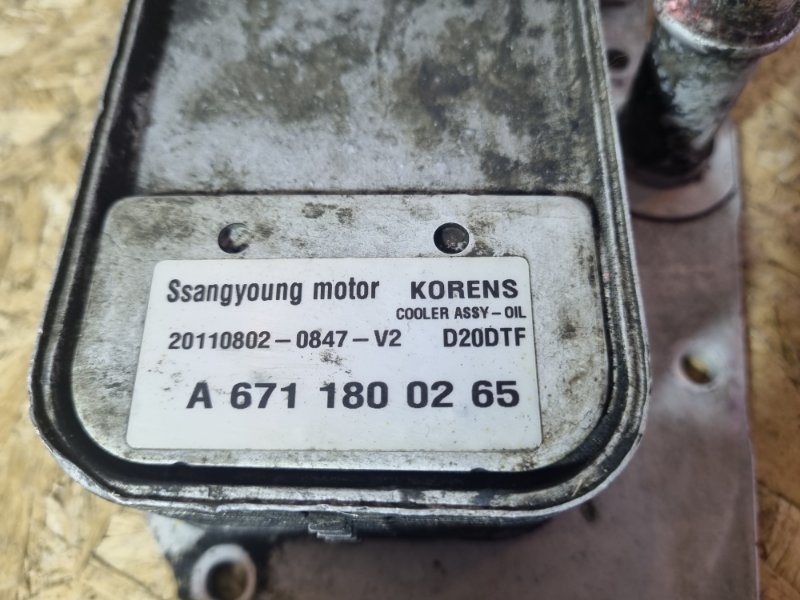 Ssangyoung motor KORENS
COOLER ASSY-OIL
20110802-0847-V2 D20DTF
A 671 180 02 65